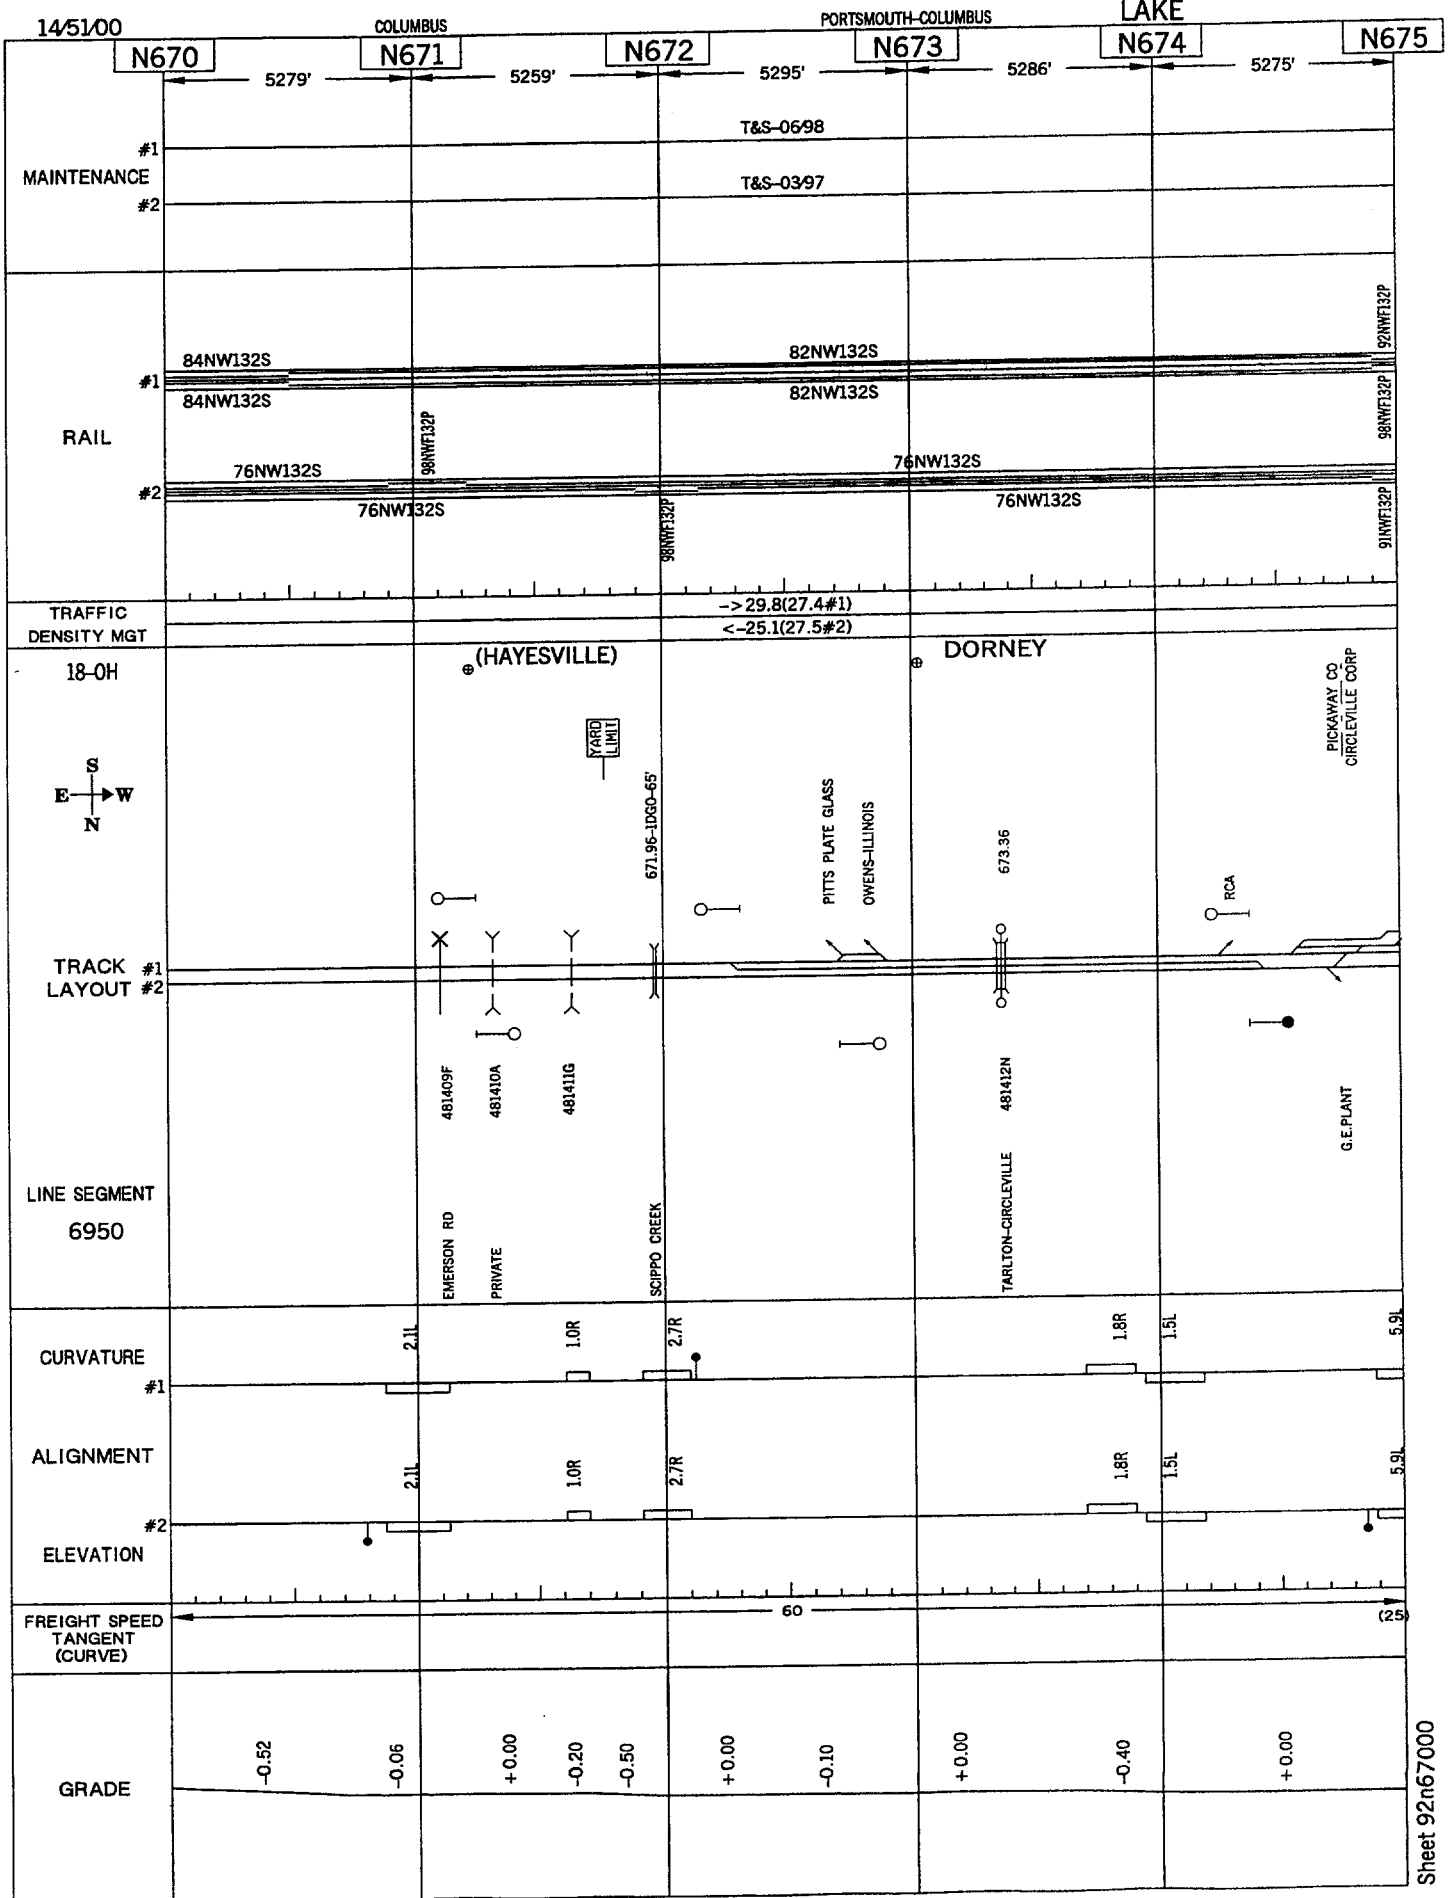 14/51/00
COLUMBUS
PORTSMOUTH-COLUMBUS
LAKE
N670
N671
N672
N673
N674
N675
5279'
5259'
5295'
5286'
5275'
T&S-06/98
#1
MAINTENANCE
T&S-03/97
#2
92NWF132P
84NW132S
82NW132S
#1
84NW132S
82NW132S
98NWF132P
98NWF132P
RAIL
76NW132S
76NW132S
#2
76NW132S
76NW132S
98NWF132P
91NWF132P
TRAFFIC
DENSITY MGT
->29.8(27.4#1)
<-25.1(27.5#2)
18-OH
(HAYESVILLE)
DORNEY
PICKAWAY CO
CIRCLEVILLE CORP
YARD
LIMIT
S
E
W
N
671.96-1DGO-65'
PITTS PLATE GLASS
OWENS-ILLINOIS
673.36
RCA
TRACK #1
LAYOUT #2
481409F
481410A
481411G
481412N
G.E.PLANT
LINE SEGMENT
6950
EMERSON RD
PRIVATE
SCIPPO CREEK
TARLTON-CIRCLEVILLE
CURVATURE
#1
2.1L
1.0R
2.7R
1.8R
1.5L
5.9L
ALIGNMENT
2.1L
1.0R
2.7R
1.8R
1.5L
5.9L
#2
ELEVATION
FREIGHT SPEED
TANGENT
(CURVE)
60
(25)
GRADE
-0.52
-0.06
+0.00
-0.20
-0.50
+0.00
-0.10
+0.00
-0.40
+0.00
Sheet 92n67000